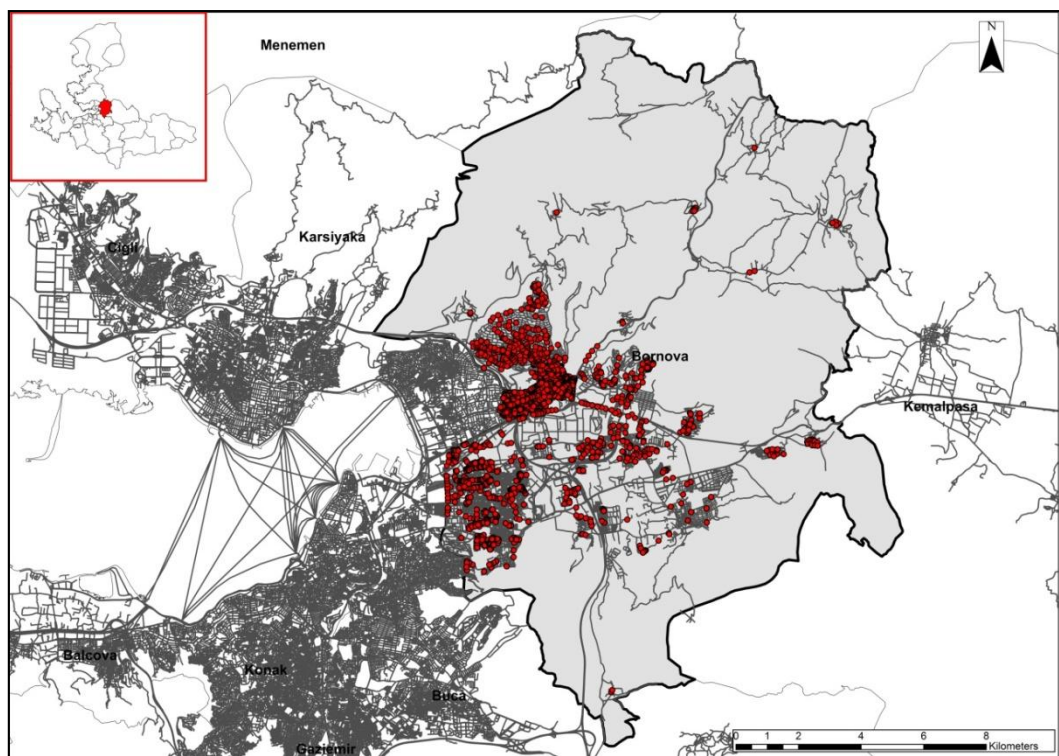 Menemen
N
Karsiyaka
Cigli
Bornova
Kemalpasa
Balcova
Konak
Buca
Gaziemir
0 1 2 4 6 8
Kilometers